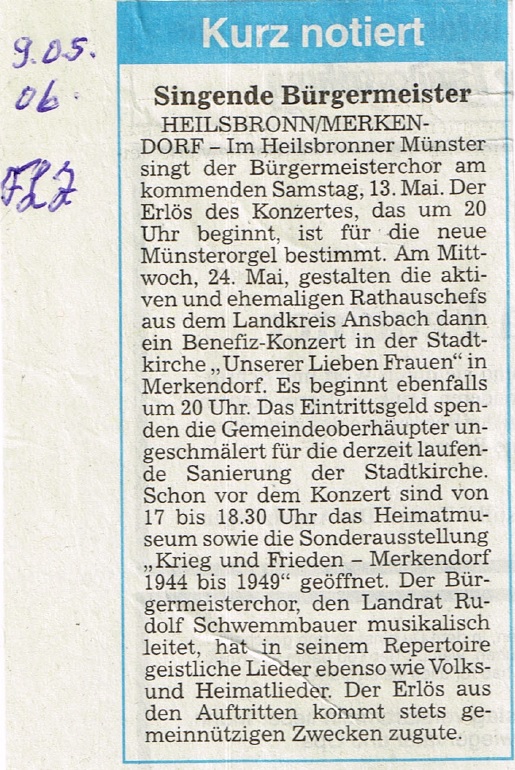 9.05.
06.
FLZ
Kurz notiert
Singende Bürgermeister
HEILSBRONN/MERKEN-
DORF – Im Heilsbronner Münster
singt der Bürgermeisterchor am
kommenden Samstag, 13. Mai. Der
Erlös des Konzertes, das um 20
Uhr beginnt, ist für die neue
Münsterorgel bestimmt. Am Mitt-
woch, 24. Mai, gestalten die akti-
ven und ehemaligen Rathauschefs
aus dem Landkreis Ansbach dann
ein Benefiz-Konzert in der Stadt-
kirche „Unserer Lieben Frauen“ in
Merkendorf. Es beginnt ebenfalls
um 20 Uhr. Das Eintrittsgeld spen-
den die Gemeindeoberhäupter un-
geschmälert für die derzeit laufen-
de Sanierung der Stadtkirche.
Schon vor dem Konzert sind von
17 bis 18.30 Uhr das Heimatmu-
seum sowie die Sonderausstellung
„Krieg und Frieden – Merkendorf
1944 bis 1949“ geöffnet. Der Bür-
germeisterchor, den Landrat Ru-
dolf Schwemmbauer musikalisch
leitet, hat in seinem Repertoire
geistliche Lieder ebenso wie Volks-
und Heimatlieder. Der Erlös aus
den Auftritten kommt stets ge-
meinnützigen Zwecken zugute.